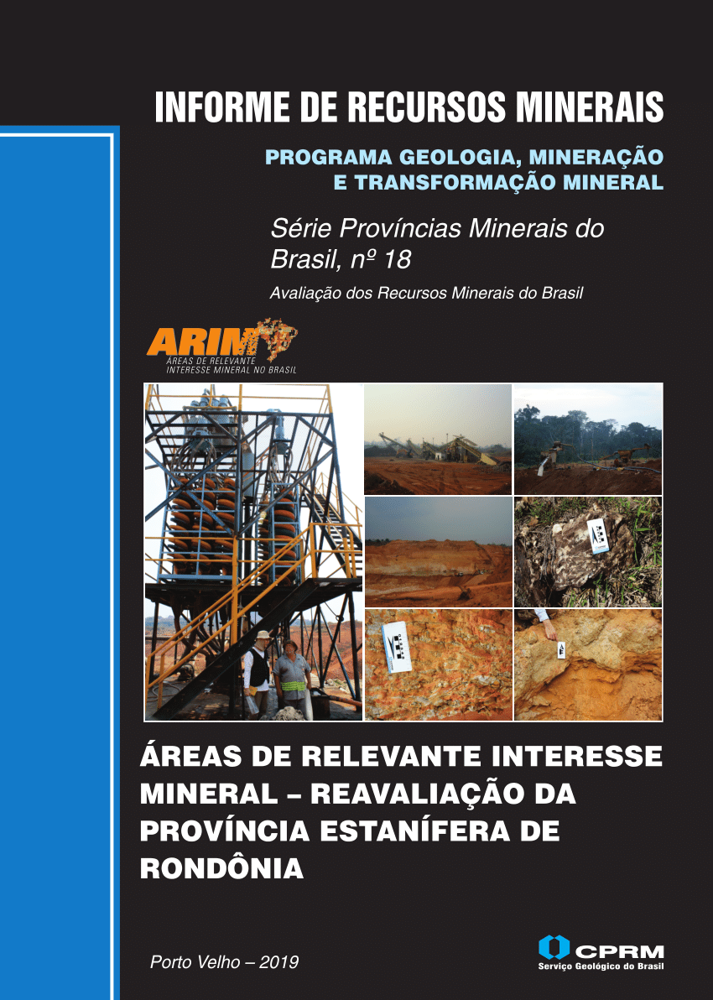 INFORME DE RECURSOS MINERAIS
PROGRAMA GEOLOGIA, MINERAÇÃO
E TRANSFORMAÇÃO MINERAL
Série Províncias Minerais do
Brasil, nº 18
Avaliação dos Recursos Minerais do Brasil
ARIM
ÁREAS DE RELEVANTE
INTERESSE MINERAL NO BRASIL
ÁREAS DE RELEVANTE INTERESSE
MINERAL – REAVALIAÇÃO DA
PROVÍNCIA ESTANÍFERA DE
RONDÔNIA
Porto Velho – 2019
CPRM
Serviço Geológico do Brasil